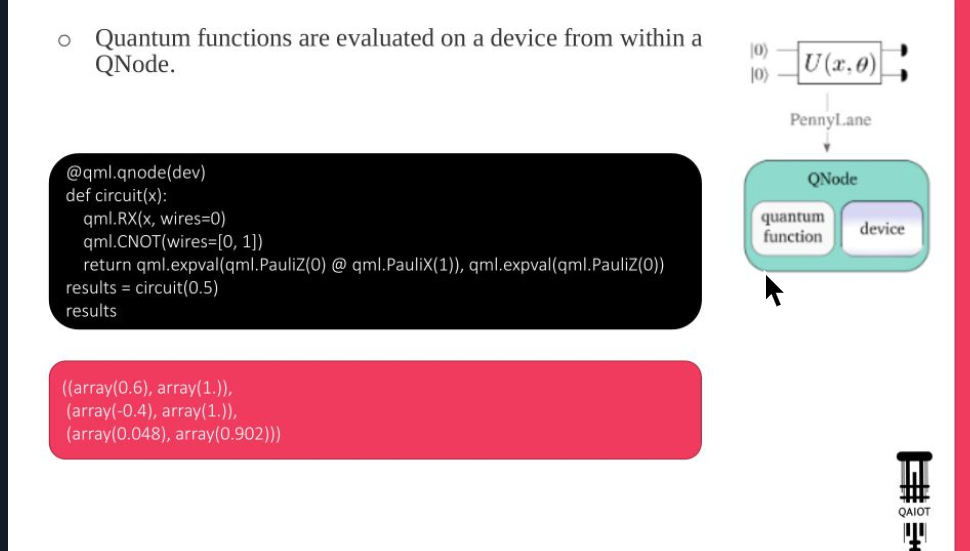 ○ Quantum functions are evaluated on a device from within a
QNode.
@qml.qnode(dev)
def circuit(x):
qml.RX(x, wires=0)
qml.CNOT(wires=[0, 1])
return qml.expval(qml.PauliZ(0) @ qml.PauliX(1)), qml.expval(qml.PauliZ(0))
results = circuit(0.5)
results
((array(0.6), array(1.)),
(array(-0.4), array(1.)),
(array(0.048), array(0.902)))
|0⟩
|0⟩
U(x, θ)
PennyLane
QNode
quantum
function
device
QAIOT